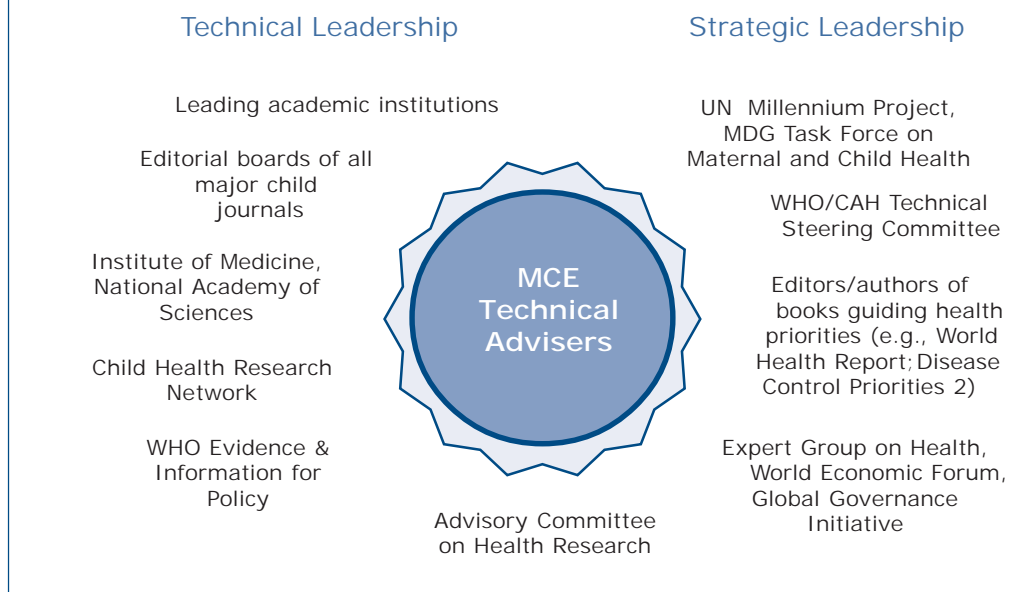 Technical Leadership
Strategic Leadership
Leading academic institutions
Editorial boards of all
major child
journals
Institute of Medicine,
National Academy of
Sciences
Child Health Research
Network
WHO Evidence &
Information for
Policy
MCE
Technical
Advisers
Advisory Committee
on Health Research
UN Millennium Project,
MDG Task Force on
Maternal and Child Health
WHO/CAH Technical
Steering Committee
Editors/authors of
books guiding health
priorities (e.g., World
Health Report; Disease
Control Priorities 2)
Expert Group on Health,
World Economic Forum,
Global Governance
Initiative